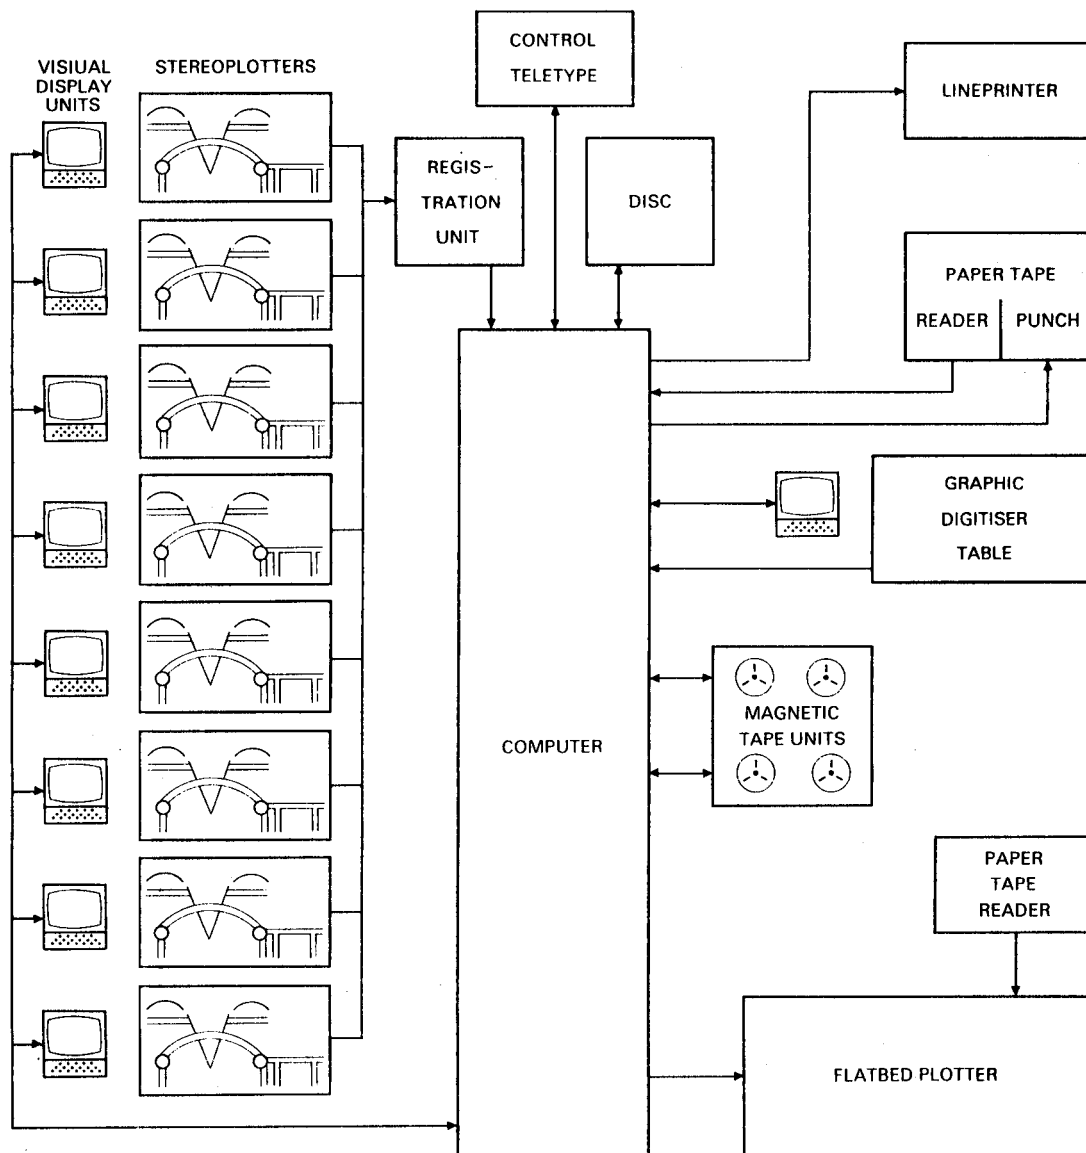 VISIUAL
DISPLAY
UNITS
STEREOPLOTTERS
CONTROL
TELETYPE
REGIS-
TRATION
UNIT
DISC
LINEPRINTER
PAPER TAPE
READER
PUNCH
GRAPHIC
DIGITISER
TABLE
MAGNETIC
TAPE UNITS
COMPUTER
PAPER
TAPE
READER
FLATBED PLOTTER